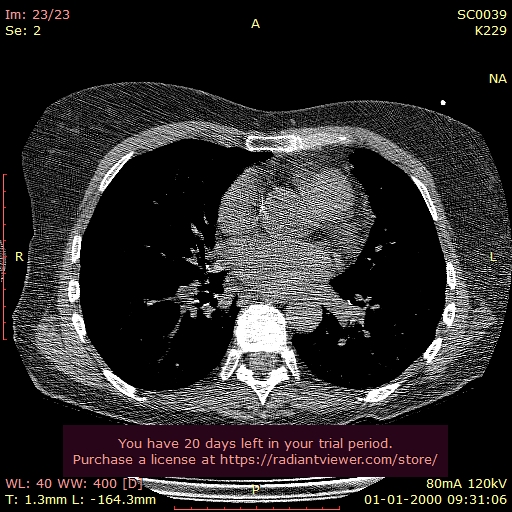 Im: 23/23
Se: 2
A
SC0039
K229
NA
R
L
You have 20 days left in your trial period.
Purchase a license at https://radiantviewer.com/store/
WL: 40 WW: 400 [D]
T: 1.3mm L: -164.3mm
P
80mA 120kV
01-01-2000 09:31:06